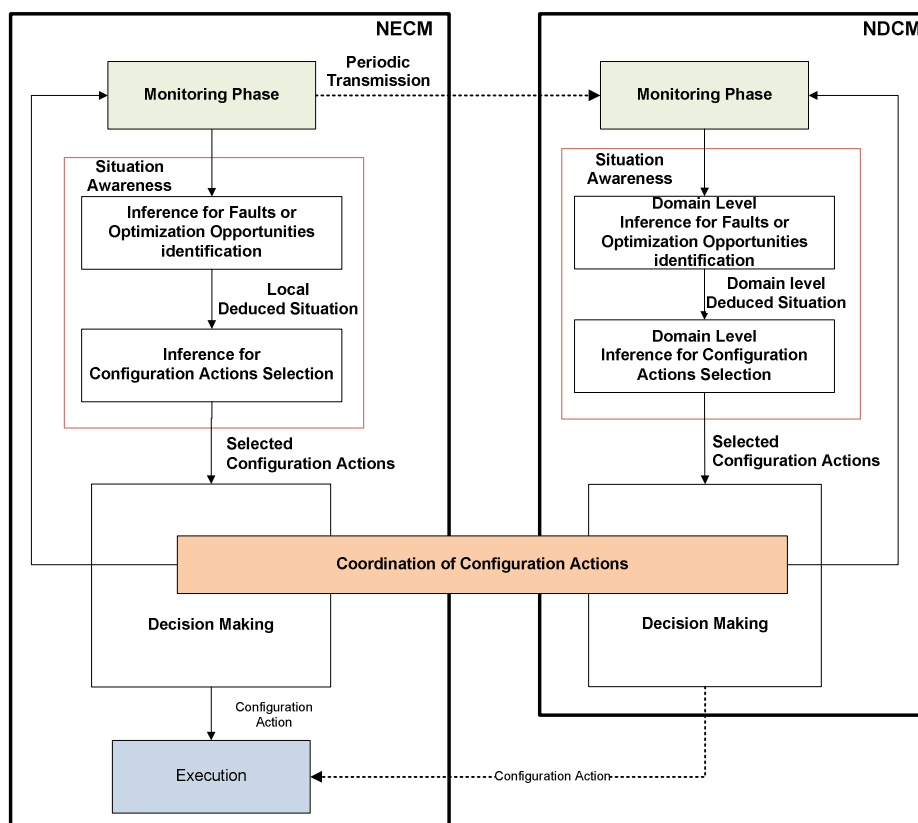 NECM
NDCM
Periodic
Transmission
Monitoring Phase
Monitoring Phase
Situation
Awareness
Situation
Awareness
Inference for Faults or
Optimization Opportunities
identification
Domain Level
Inference for Faults or
Optimization Opportunities
identification
Local
Deduced Situation
Domain level
Deduced Situation
Inference for
Configuration Actions Selection
Domain Level
Inference for Configuration
Actions Selection
Selected
Configuration Actions
Selected
Configuration Actions
Coordination of Configuration Actions
Decision Making
Decision Making
Configuration
Action
Execution
Configuration Action